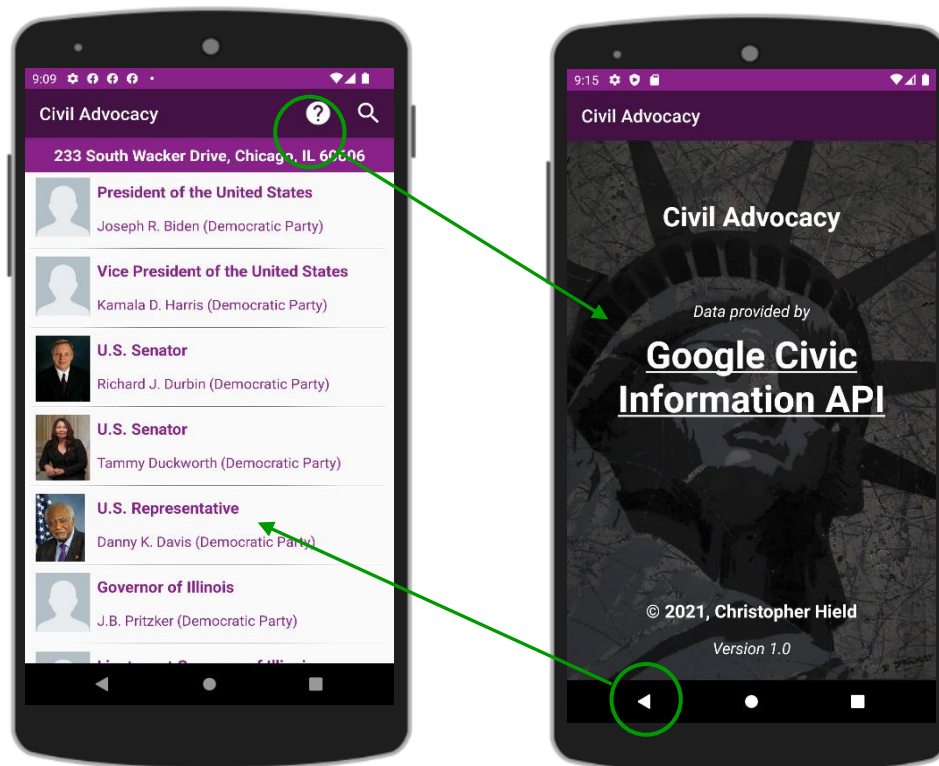 9:09
Civil Advocacy
?
233 South Wacker Drive, Chicago, IL 60606
President of the United States
Joseph R. Biden (Democratic Party)
Vice President of the United States
Kamala D. Harris (Democratic Party)
U.S. Senator
Richard J. Durbin (Democratic Party)
U.S. Senator
Tammy Duckworth (Democratic Party)
U.S. Representative
Danny K. Davis (Democratic Party)
Governor of Illinois
J.B. Pritzker (Democratic Party)
9:15
Civil Advocacy
Civil Advocacy
Data provided by
Google Civic
Information API
© 2021, Christopher Hield
Version 1.0